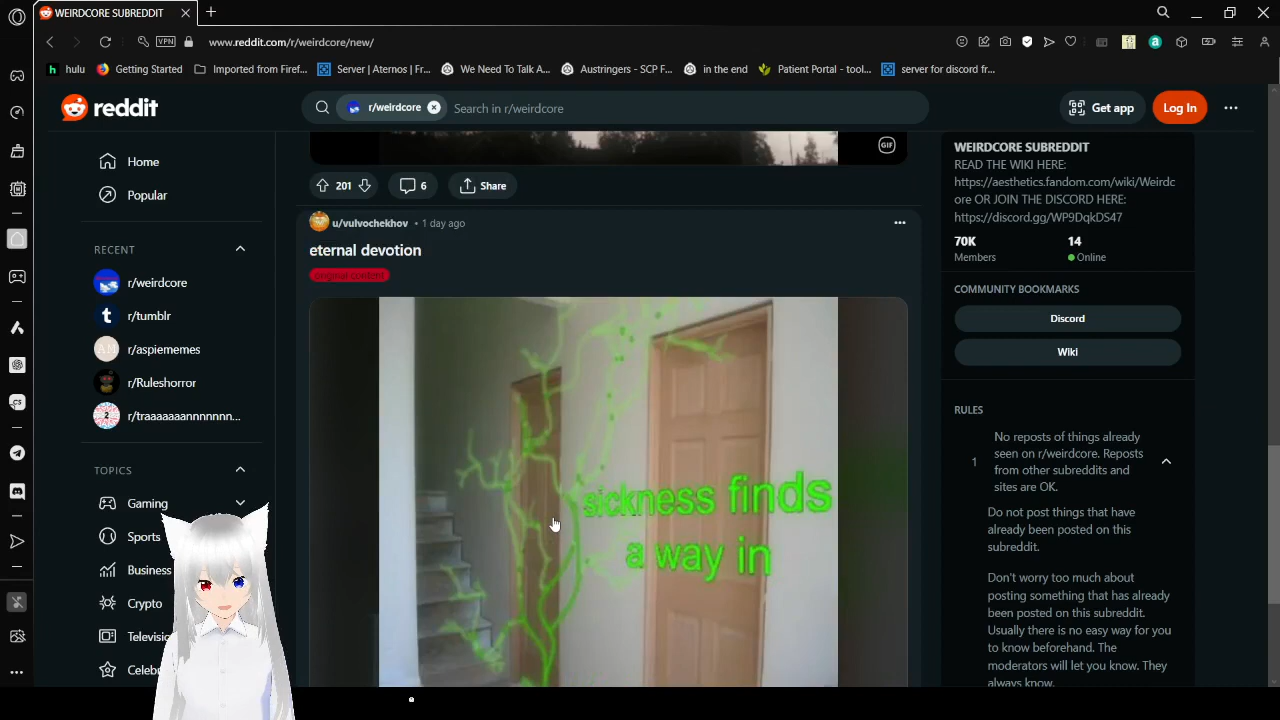 WEIRDCORE SUBREDDIT
VPN
www.reddit.com/r/weirdcore/new/
h hulu
Getting Started
Imported from Firef...
Server | Aternos | Fr...
We Need To Talk A...
Austringers - SCP F...
in the end
Patient Portal - tool...
server for discord fr...
reddit
r/weirdcore
Search in r/weirdcore
Get app
Log In
Home
Popular
RECENT
r/weirdcore
r/tumblr
r/aspiememes
r/Ruleshorror
r/traaaaaaannnnnnn...
TOPICS
Gaming
Sports
Business
Crypto
Televisi
Celeb
GIF
201
6
Share
u/vulvochekhov • 1 day ago
eternal devotion
original content
sickness finds
a way in
WEIRDCORE SUBREDDIT
READ THE WIKI HERE:
https://aesthetics.fandom.com/wiki/Weirdc
ore OR JOIN THE DISCORD HERE:
https://discord.gg/WP9DqkDS47
70K
Members
14
Online
COMMUNITY BOOKMARKS
Discord
Wiki
RULES
1
No reposts of things already
seen on r/weirdcore. Reposts
from other subreddits and
sites are OK.
Do not post things that have
already been posted on this
subreddit.
Don't worry too much about
posting something that has already
been posted on this subreddit.
Usually there is no easy way for you
to know beforehand. The
moderators will let you know. They
always know.